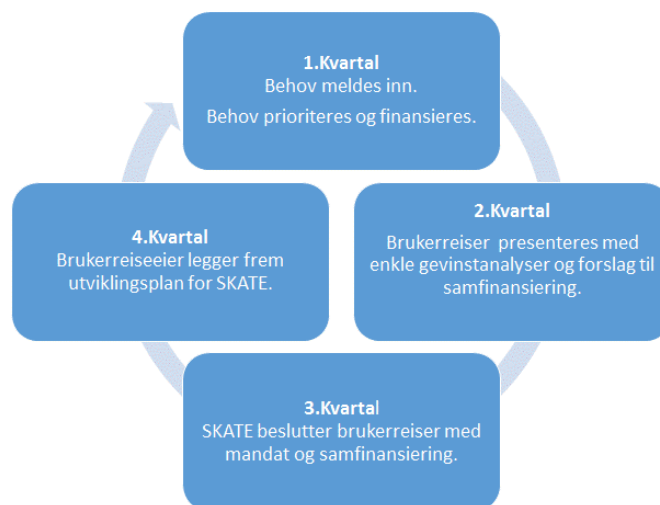 1.Kvartal
Behov meldes inn.
Behov prioriteres og finansieres.
2.Kvartal
Brukerreiser presenteres med
enkle gevinstanalyser og forslag til
samfinansiering.
3.Kvartal
SKATE beslutter brukerreiser med
mandat og samfinansiering.
4.Kvartal
Brukerreiseeier legger frem
utviklingsplan for SKATE.